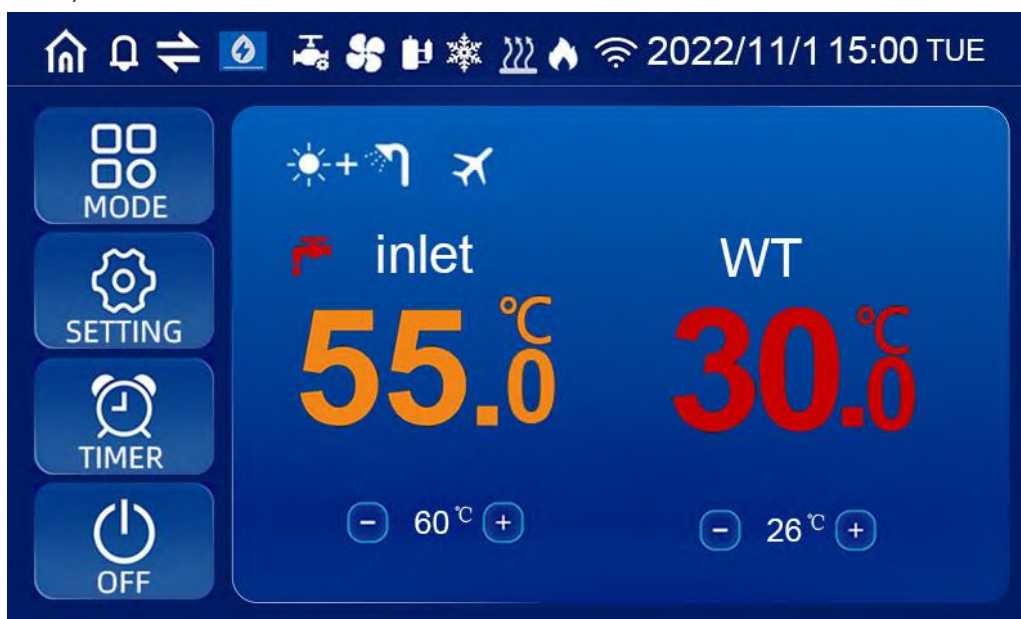 2022/11/1 15:00 TUE
MODE
SETTING
TIMER
OFF
inlet
WT
55.0℃
30.0℃
- 60℃ +
- 26℃ +